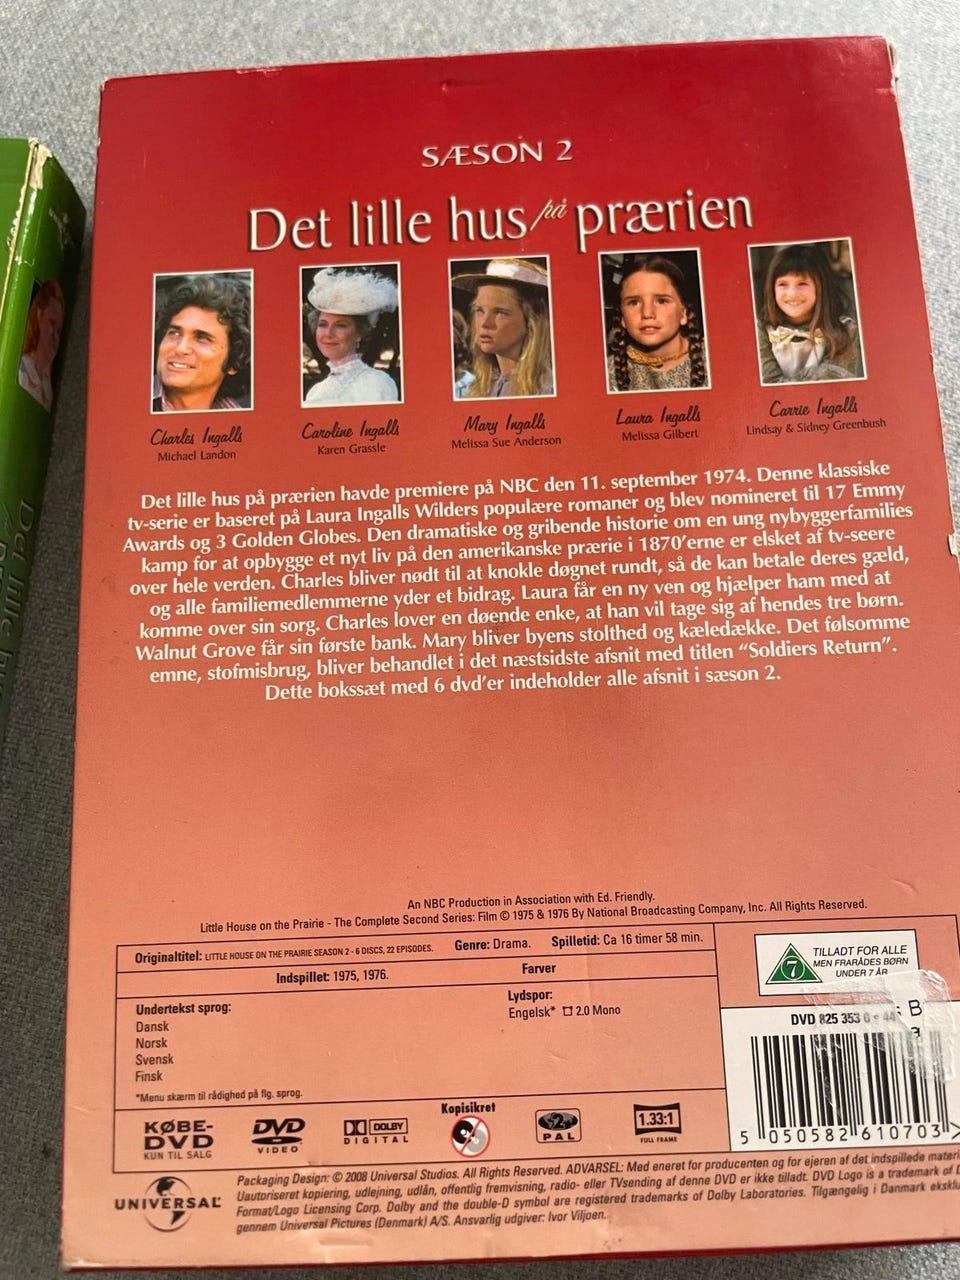 SÆSON 2
Det lille hus på prærien
Charles Ingalls
Michael Landon
Caroline Ingalls
Karen Grassle
Mary Ingalls
Melissa Sue Anderson
Laura Ingalls
Melissa Gilbert
Carrie Ingalls
Lindsay & Sidney Greenbush
Det lille hus på prærien havde premiere på NBC den 11. september 1974. Denne klassiske
tv-serie er baseret på Laura Ingalls Wilders populære romaner og blev nomineret til 17 Emmy
Awards og 3 Golden Globes. Den dramatiske og gribende historie om en ung nybyggerfamilies
kamp for at opbygge et nyt liv på den amerikanske prærie i 1870'erne er elsket af tv-seere
over hele verden. Charles bliver nødt til at knokle døgnet rundt, så de kan betale deres gæld,
og alle familiemedlemmerne yder et bidrag. Laura får en ny ven og hjælper ham med at
komme over sin sorg. Charles lover en døende enke, at han vil tage sig af hendes tre børn.
Walnut Grove får sin første bank. Mary bliver byens stolthed og kæledække. Det følsomme
emne, stofmisbrug, bliver behandlet i det næstsidste afsnit med titlen "Soldiers Return".
Dette bokssæt med 6 dvd'er indeholder alle afsnit i sæson 2.
An NBC Production in Association with Ed. Friendly.
Little House on the Prairie - The Complete Second Series: Film © 1975 & 1976 By National Broadcasting Company, Inc. All Rights Reserved.
Originaltitel: LITTLE HOUSE ON THE PRAIRIE SEASON 2 - 6 DISCS, 22 EPISODES. Genre: Drama. Spilletid: Ca 16 timer 58 min.
Indspillet: 1975, 1976. Farver
Undertekst sprog:
Dansk
Norsk
Svensk
Finsk
*Menu skærm til rådighed på flg. sprog.
Lydspor:
Engelsk* 2.0 Mono
7
TILLADT FOR ALLE
MEN FRARÅDES BØRN
UNDER 7 ÅR
DVD 825 353
B
5 050582 610703 >
KØBE-
DVD
KUN TIL SALG
DVD
VIDEO
DOLBY
DIGITAL
Kopisikret
2
PAL
1.33:1
FULL FRAME
UNIVERSAL
Packaging Design: © 2008 Universal Studios. All Rights Reserved. ADVARSEL: Med eneret for producenten og for ejeren af det indspillede
Uautoriseret kopiering, udlejning, udlån, offentlig fremvisning, radio- eller TVsending af denne DVD er ikke tilladt. DVD Logo is a trademark of
Format/Logo Licensing Corp. Dolby and the double-D symbol are registered trademarks of Dolby Laboratories. Tilgængelig i Danmark
gennem Universal Pictures (Denmark) A/S. Ansvarlig udgiver: Ivor Viljoen.
Det lille hus